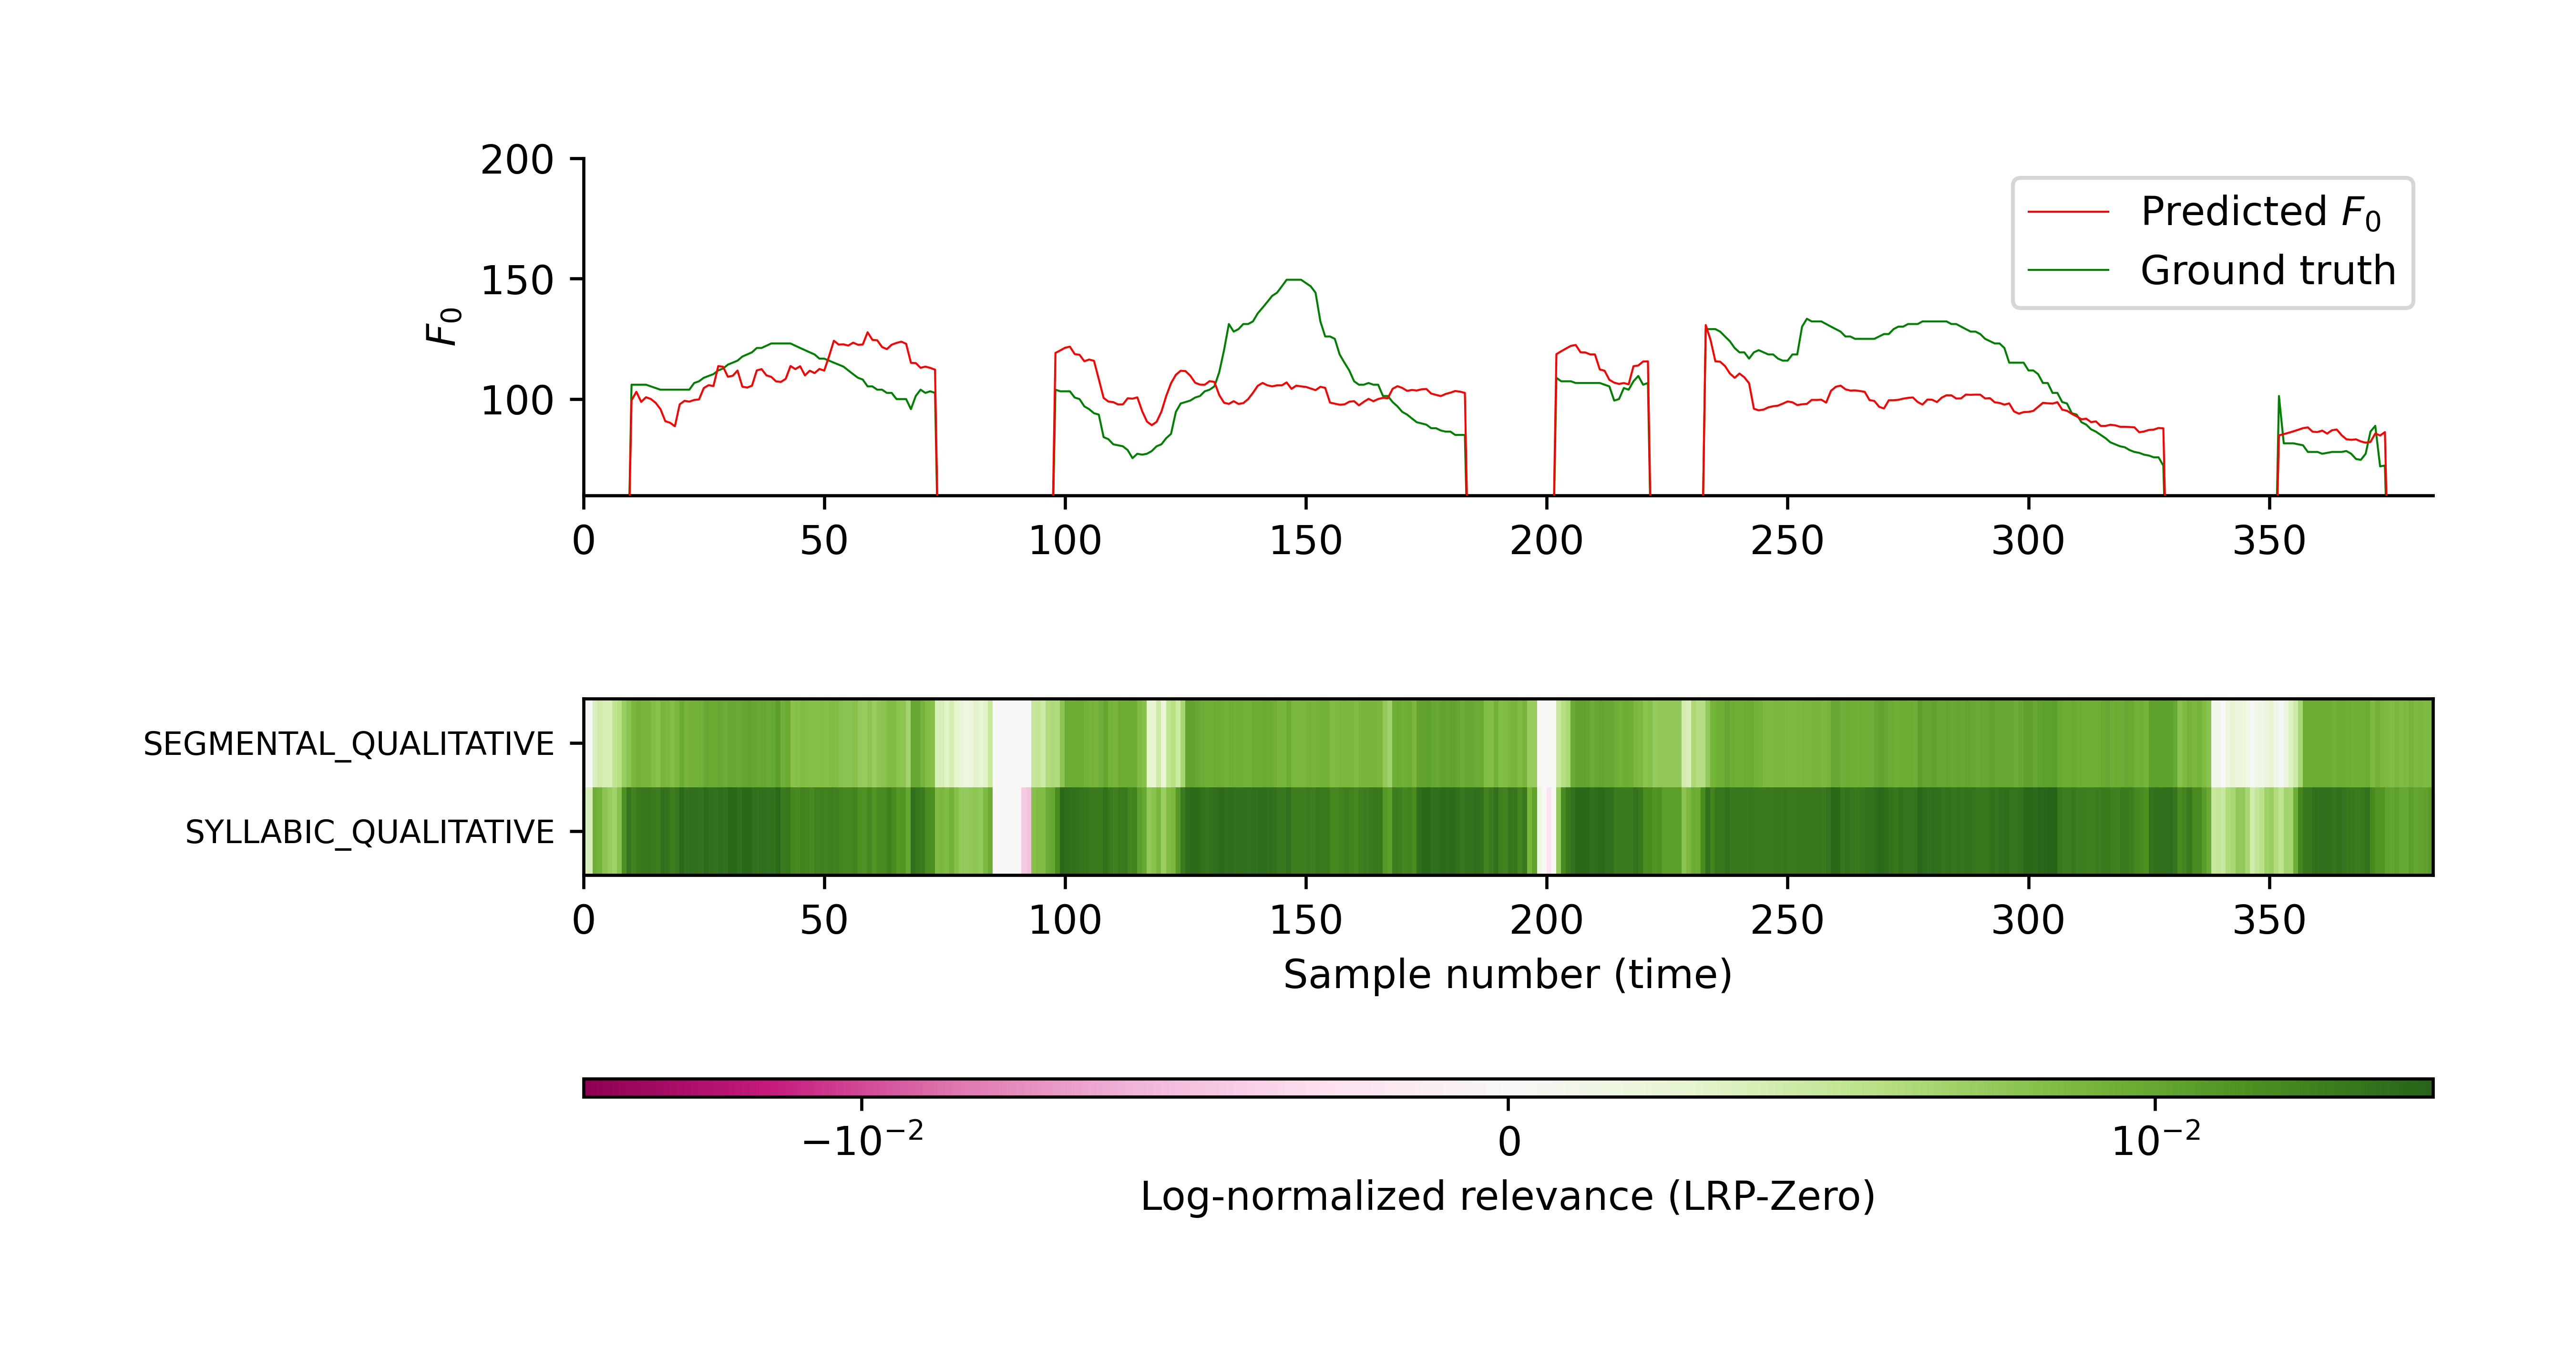 200
150
100
F₀
Predicted F₀
Ground truth
0 50 100 150 200 250 300 350
SEGMENTAL_QUALITATIVE
SYLLABIC_QUALITATIVE
0 50 100 150 200 250 300 350
Sample number (time)
−10⁻² 0 10⁻²
Log-normalized relevance (LRP-Zero)